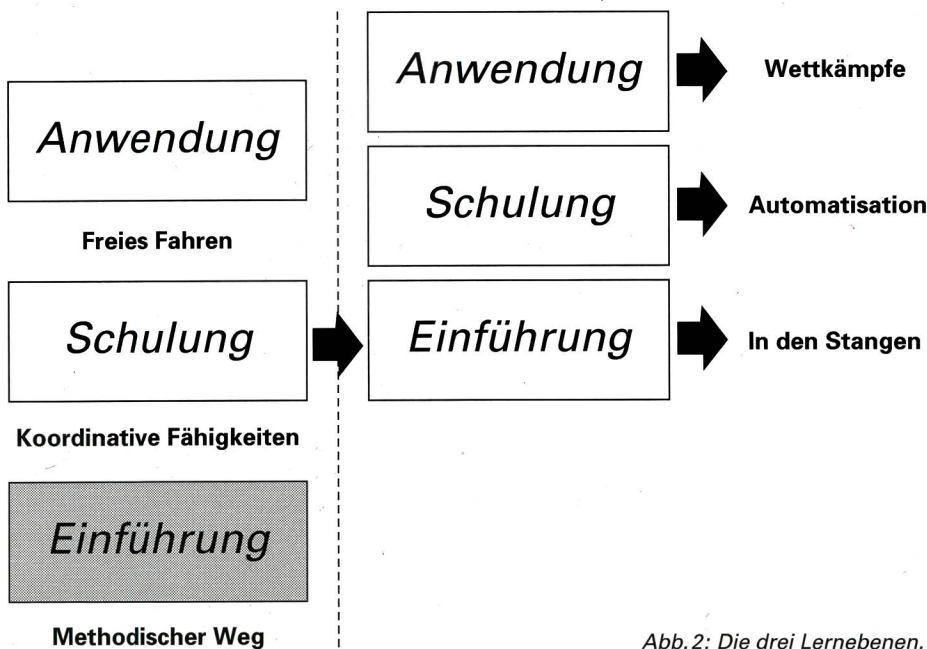 Anwendung
Freies Fahren
Schulung
Koordinative Fähigkeiten
Einführung
Methodischer Weg
Anwendung
Wettkämpfe
Schulung
Automatisation
Einführung
In den Stangen
Abb. 2: Die drei Lernebenen.